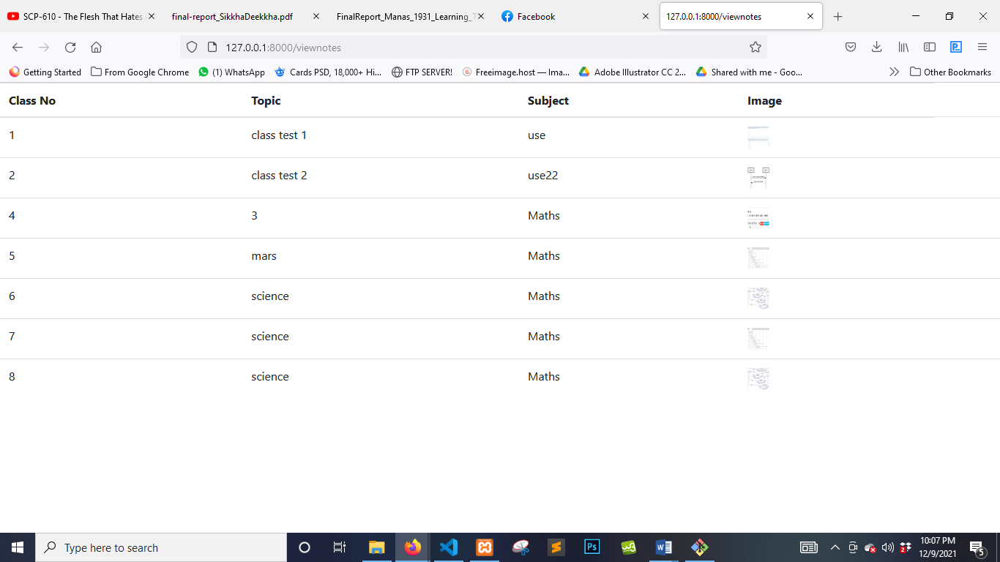 SCP-610 - The Flesh That Hates
final-report_SikkhaDeekkha.pdf
FinalReport_Manas_1931_Learning_
Facebook
127.0.0.1:8000/viewnotes
127.0.0.1:8000/viewnotes
Getting Started
From Google Chrome
(1) WhatsApp
Cards PSD, 18,000+ Hi...
FTP SERVER!
Freeimage.host — Ima...
Adobe Illustrator CC 2...
Shared with me - Goo...
Other Bookmarks
Class No Topic Subject Image
1 class test 1 use
2 class test 2 use22
4 3 Maths
5 mars Maths
6 science Maths
7 science Maths
8 science Maths
Type here to search
Ps
10:07 PM
12/9/2021
5